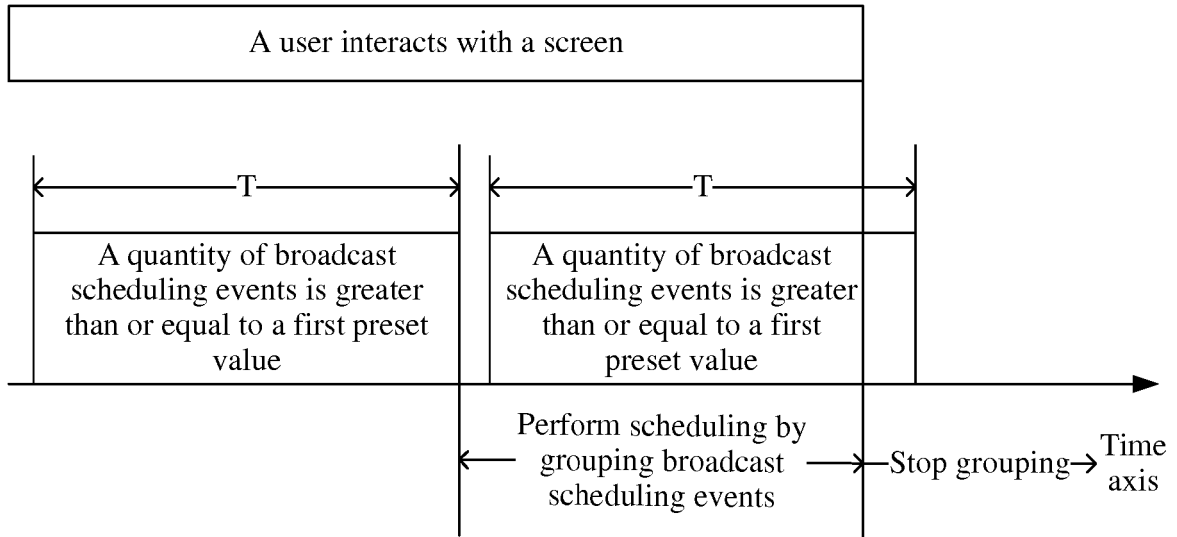 A user interacts with a screen
T
T
A quantity of broadcast
scheduling events is greater
than or equal to a first preset
value
A quantity of broadcast
scheduling events is greater
than or equal to a first
preset value
Perform scheduling by
grouping broadcast
scheduling events
Stop grouping
Time
axis